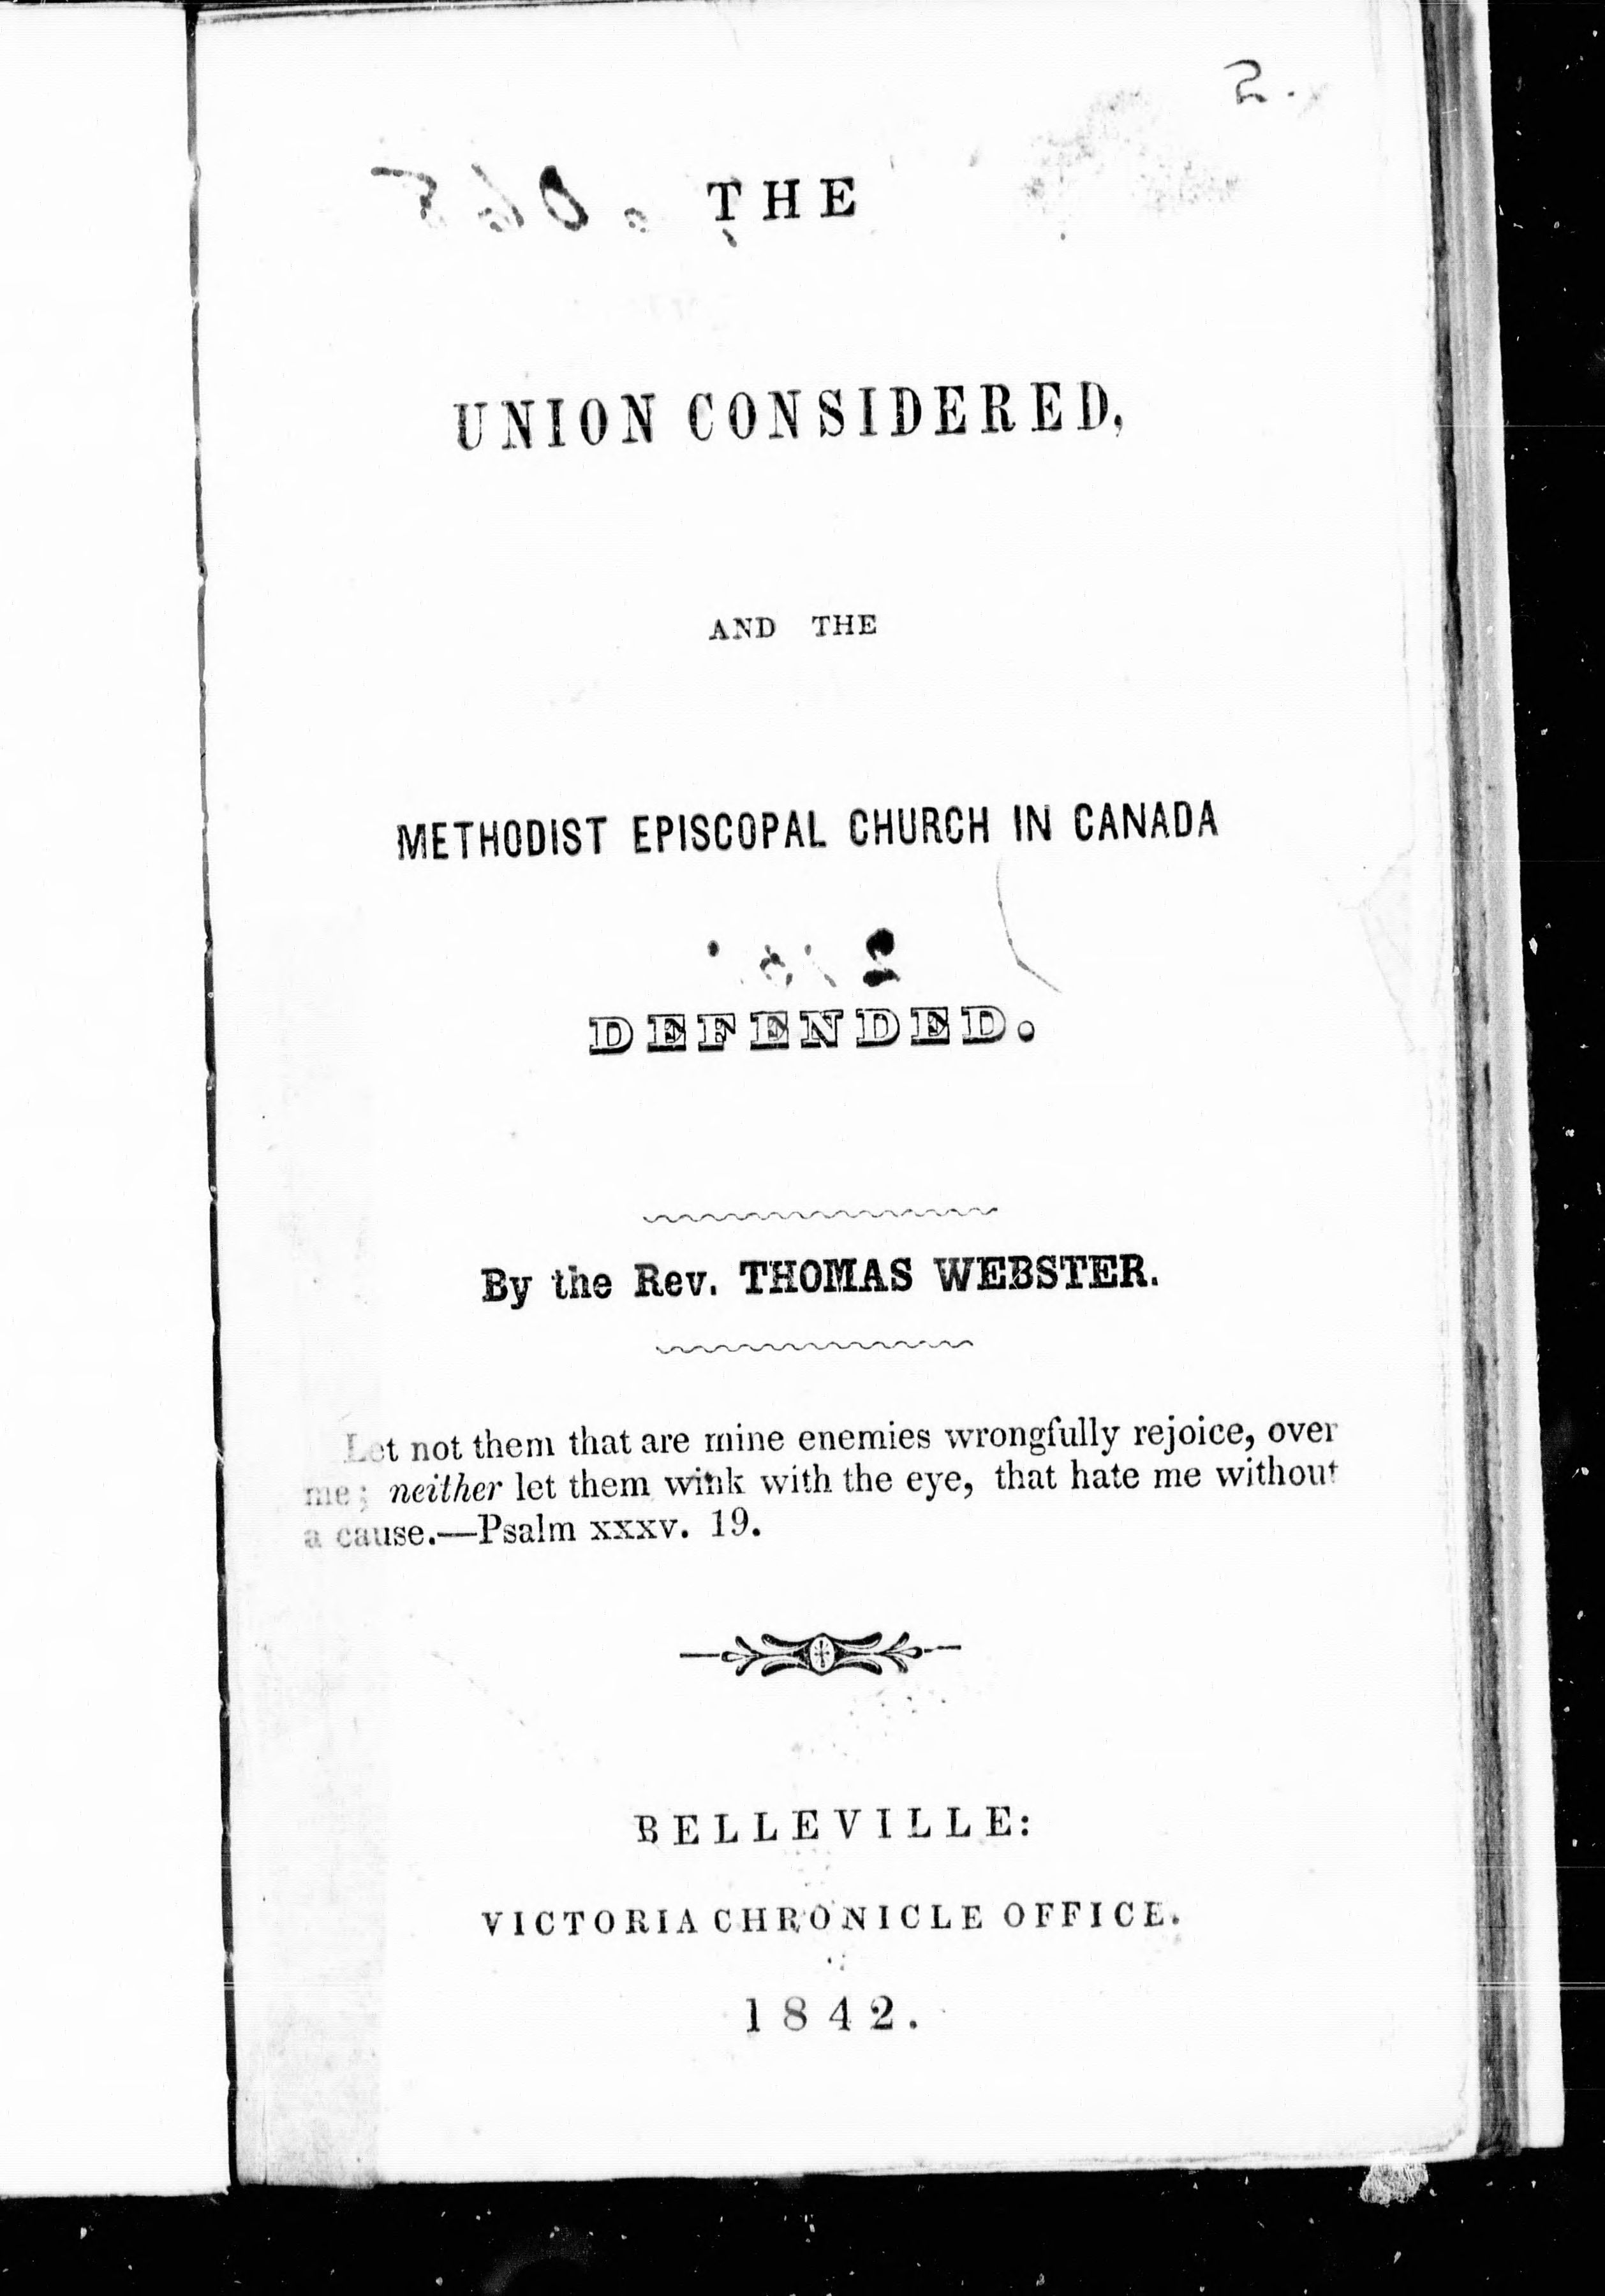 2.
THE
UNION CONSIDERED,
AND THE
METHODIST EPISCOPAL CHURCH IN CANADA
DEFENDED.
By the Rev. THOMAS WEBSTER.
Let not them that are mine enemies wrongfully rejoice, over
me; neither let them wink with the eye, that hate me without
a cause.—Psalm xxxv. 19.
BELLEVILLE:
VICTORIA CHRONICLE OFFICE.
1842.